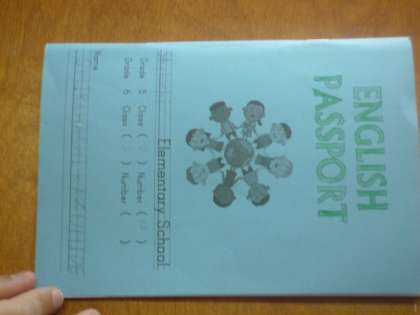 ENGLISH
PASSPORT
Elementary School
Grade 5 Class ( ) Number ( )
Grade 6 Class ( ) Number ( )
Name